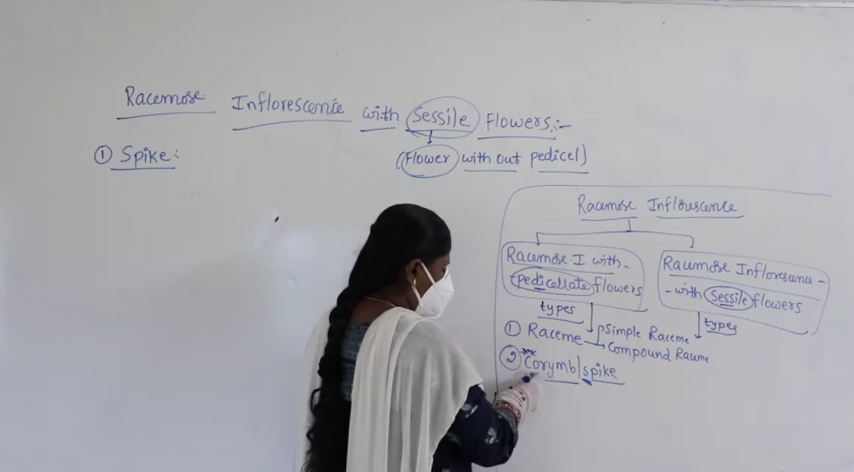 Racemose Inflorescence with Sessile Flowers:-
① Spike:
(Flower with out pedicel)
Racemose Inflorescence
Racemose I with -
pedicellate flowers
types
① Raceme
Simple Raceme
Compound Raceme
② ** Corymb | spike
Racemose Inflorescence -
- with Sessile flowers
types